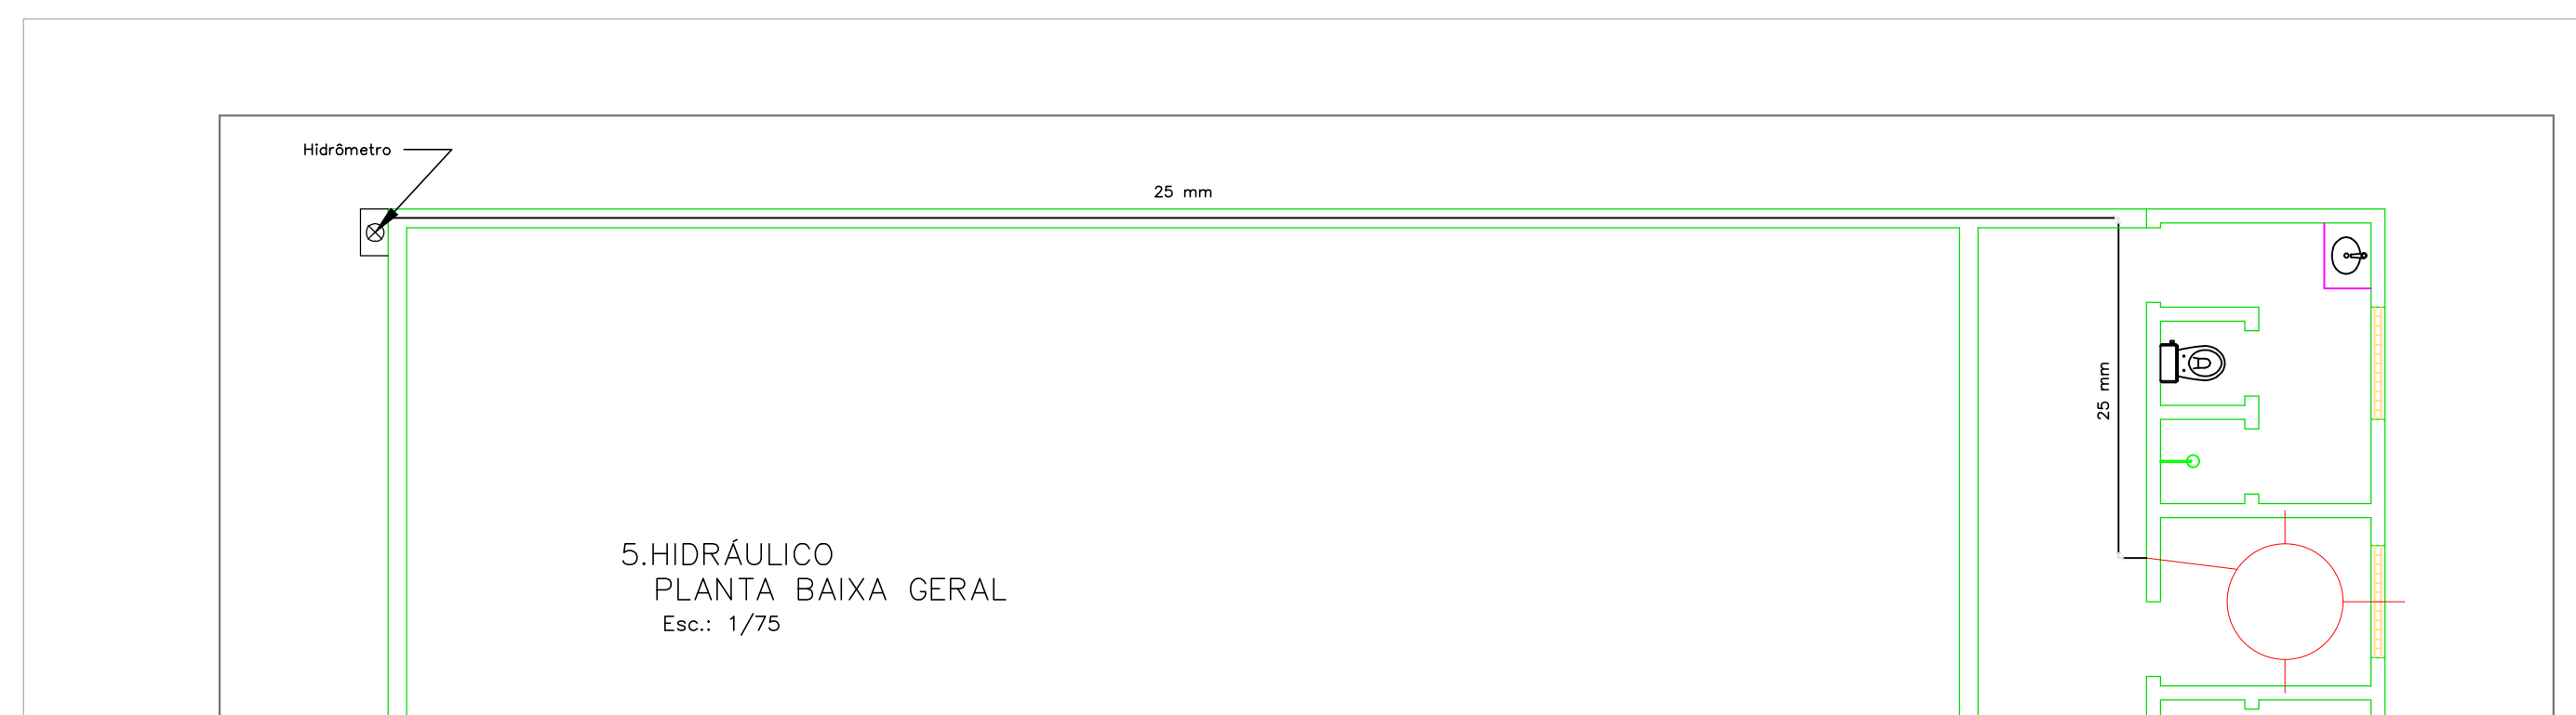 Hidrômetro
25 mm
25 mm
5.HIDRÁULICO
PLANTA BAIXA GERAL
Esc.: 1/75